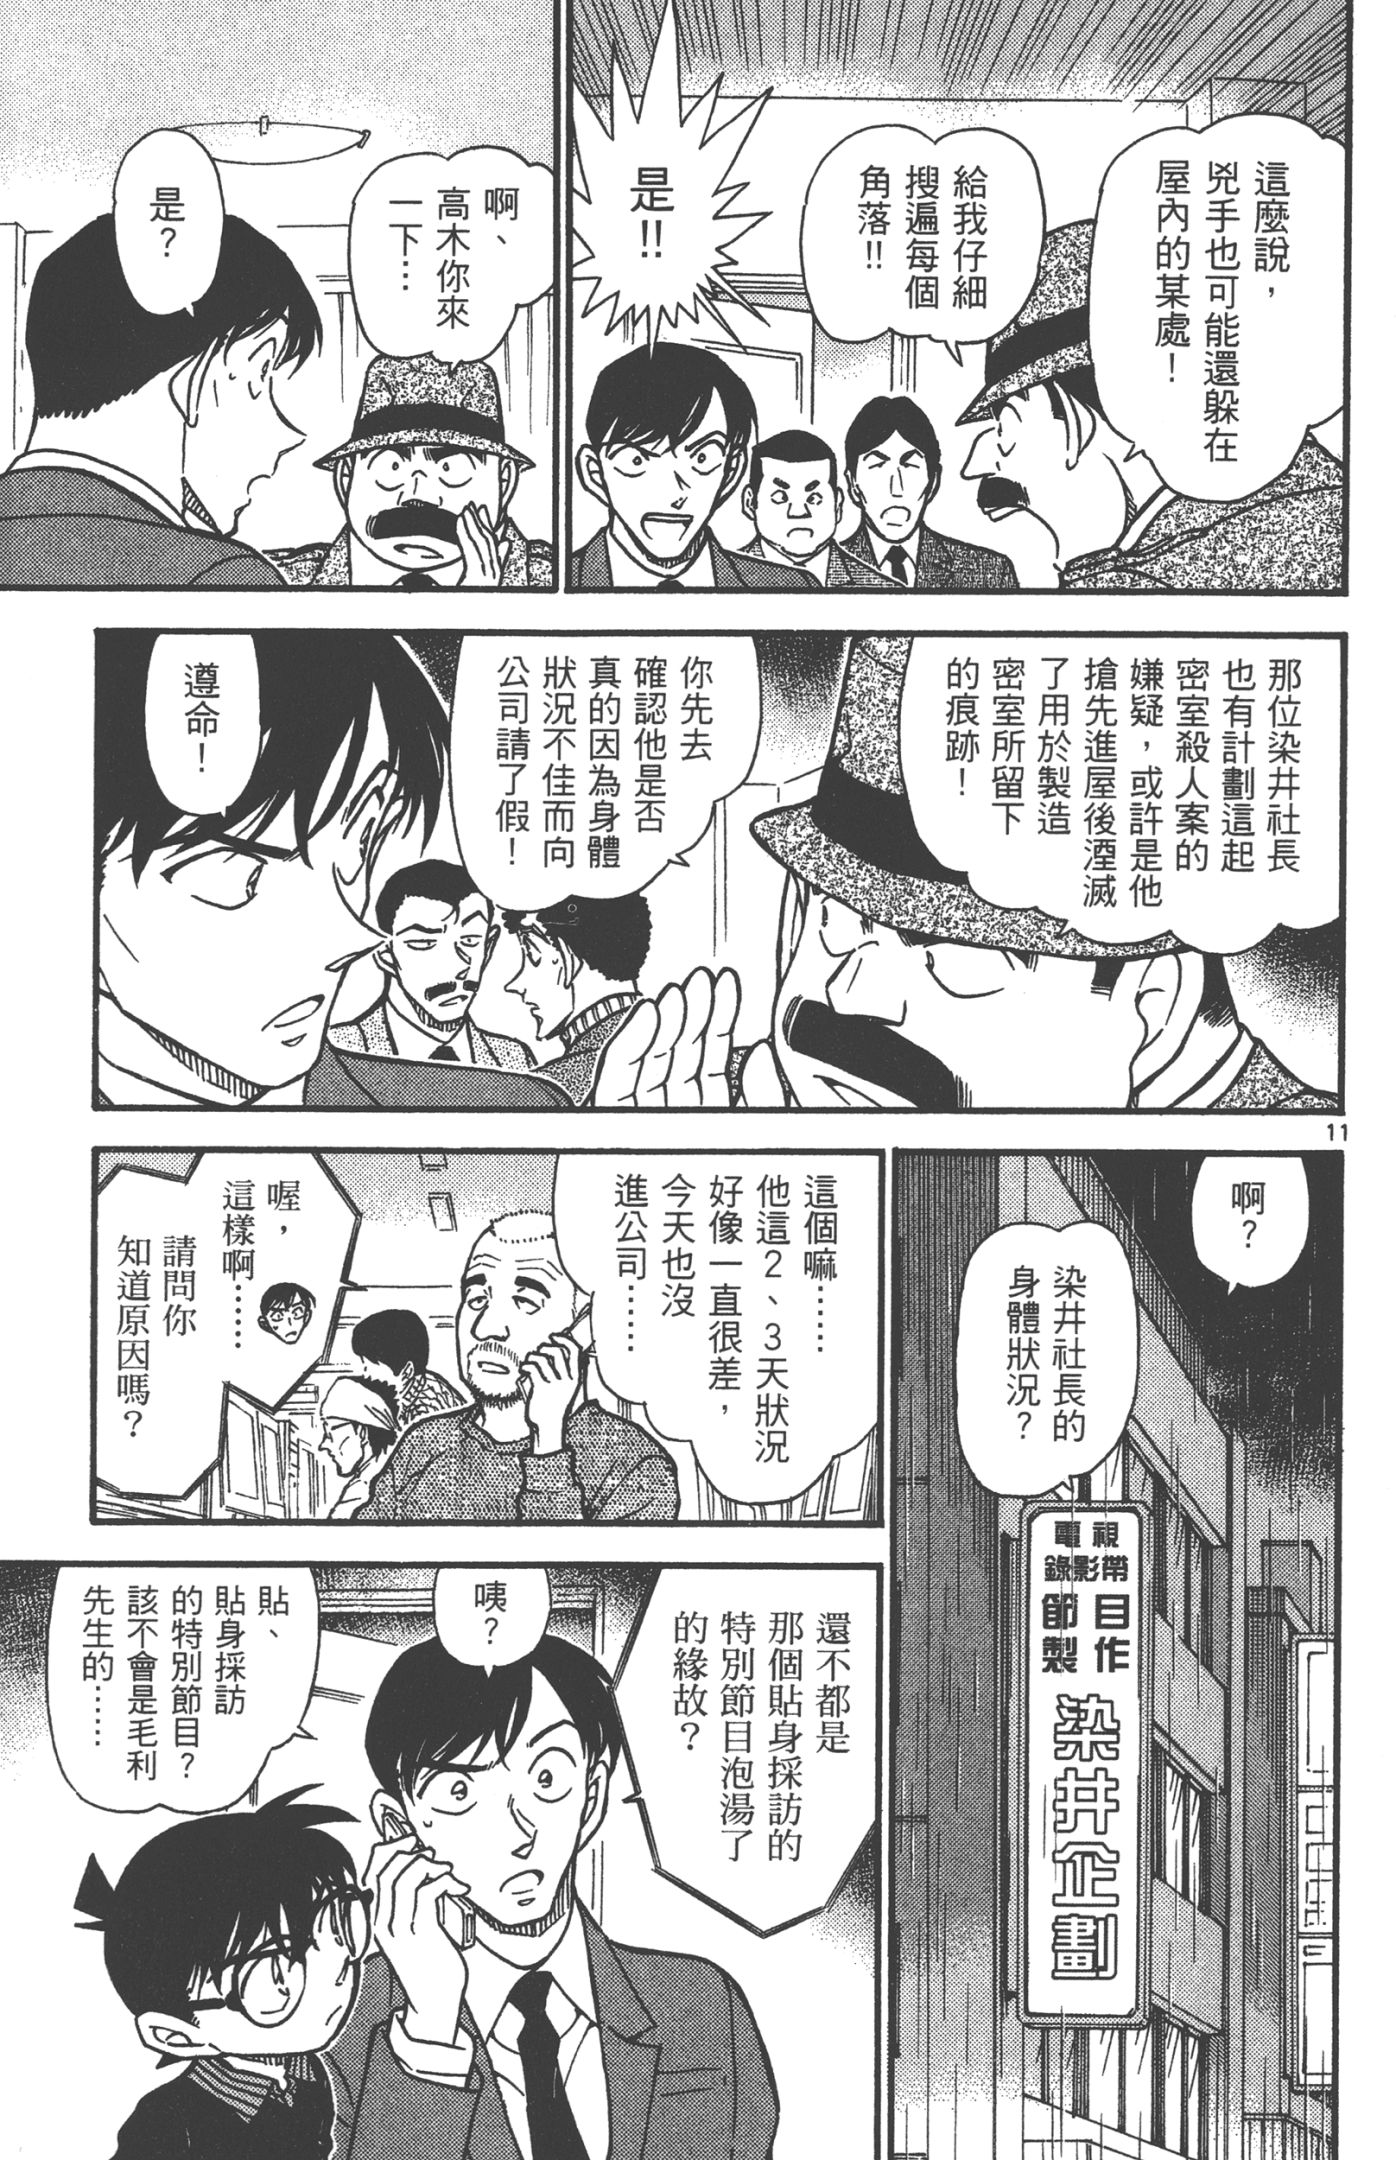 這麼說，
兇手也可能還躲在
屋內的某處！
給我仔細
搜遍每個
角落!!
是!!
啊、
高木你來
一下…
是？
那位染井社長
也有計劃這起
密室殺人案的
嫌疑，或許是他
搶先進屋後湮滅
了用於製造
密室所留下
的痕跡！
你先去
確認他是否
真的因為身體
狀況不佳而向
公司請了假！
遵命！
11
啊？
染井社長的
身體狀況？
電視
錄影帶
節目
製作
染井企劃
這個嘛……
他這2、3天狀況
好像一直很差，
今天也沒
進公司……
喔，
這樣啊……
請問你
知道原因嗎？
還不都是
那個貼身採訪的
特別節目泡湯了
的緣故？
咦？
貼、
貼身採訪
的特別節目？
該不會是毛利
先生的……